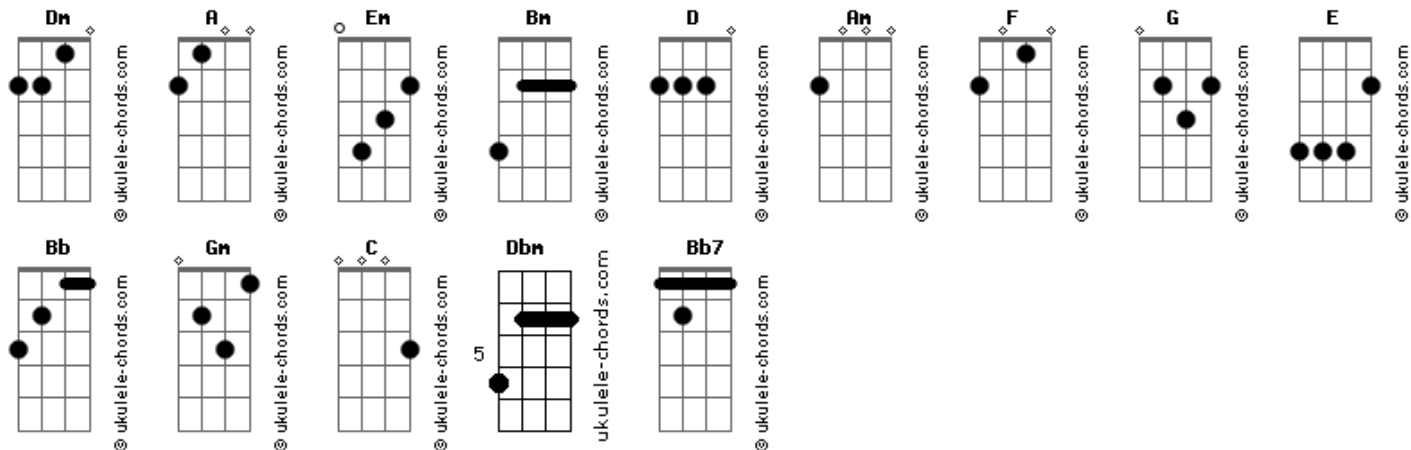 Dm A Em Bm D Am F G E
© ukulele-chords.com © ukulele-chords.com © ukulele-chords.com © ukulele-chords.com © ukulele-chords.com © ukulele-chords.com © ukulele-chords.com © ukulele-chords.com © ukulele-chords.com
Bb Gm C Dbm Bb7
5
© ukulele-chords.com © ukulele-chords.com © ukulele-chords.com ukulele-chords.com © ukulele-chords.com